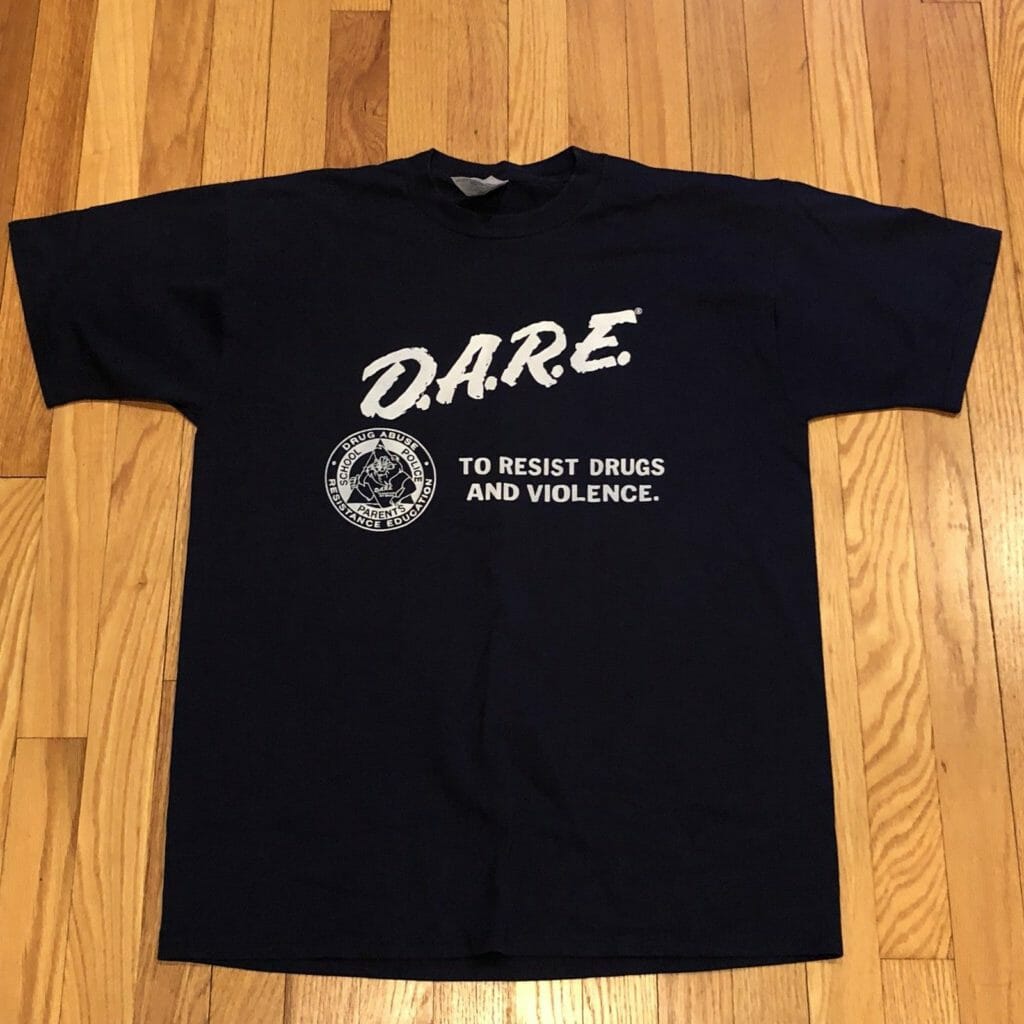 D.A.R.E.®
DRUG ABUSE
RESISTANCE EDUCATION
SCHOOL
POLICE
PARENTS
D.A.R.E.
TO RESIST DRUGS
AND VIOLENCE.